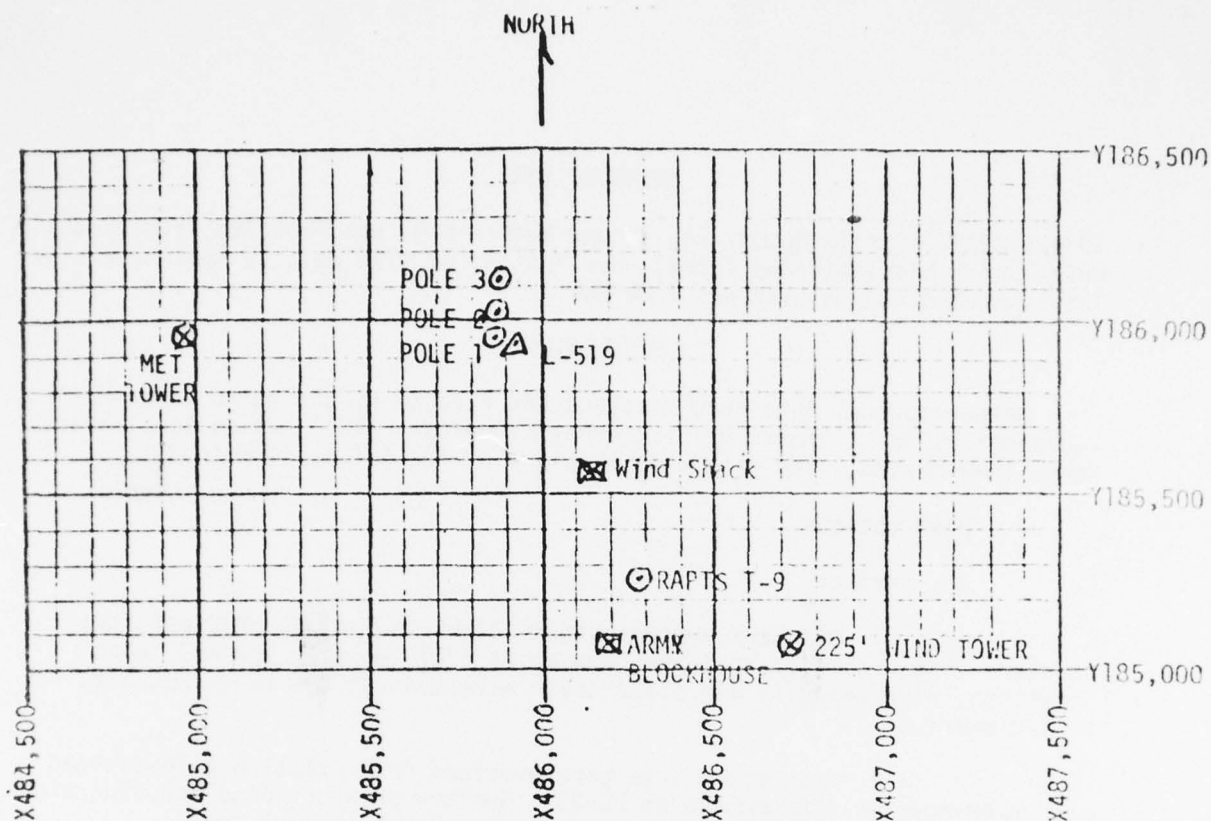 NORTH
Y186,500
POLE 3
POLE 2
Y186,000
POLE 1
L-519
MET
TOWER
Wind Shack
Y185,500
RAPTS T-9
ARMY
BLOCKHOUSE
225' WIND TOWER
Y185,000
X484,500
X485,000
X485,500
X486,000
X486,500
X487,000
X487,500